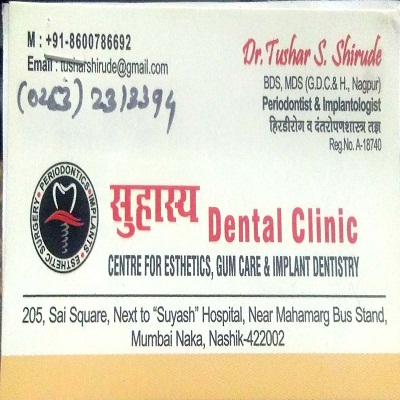 M : +91-8600786692
Email : tusharshirude@gmail.com
(0253) 2312394
Dr. Tushar S. Shirude
BDS, MDS (G.D.C.& H., Nagpur)
Periodontist & Implantologist
हिरडीरोग व दंतरोपणशास्त्र तज्ञ
Reg.No. A-18740
ESTHETIC SURGERY • PERIODONTICS • IMPLANTS •
सुहास्य Dental Clinic
CENTRE FOR ESTHETICS, GUM CARE & IMPLANT DENTISTRY
205, Sai Square, Next to “Suyash” Hospital, Near Mahamarg Bus Stand,
Mumbai Naka, Nashik-422002